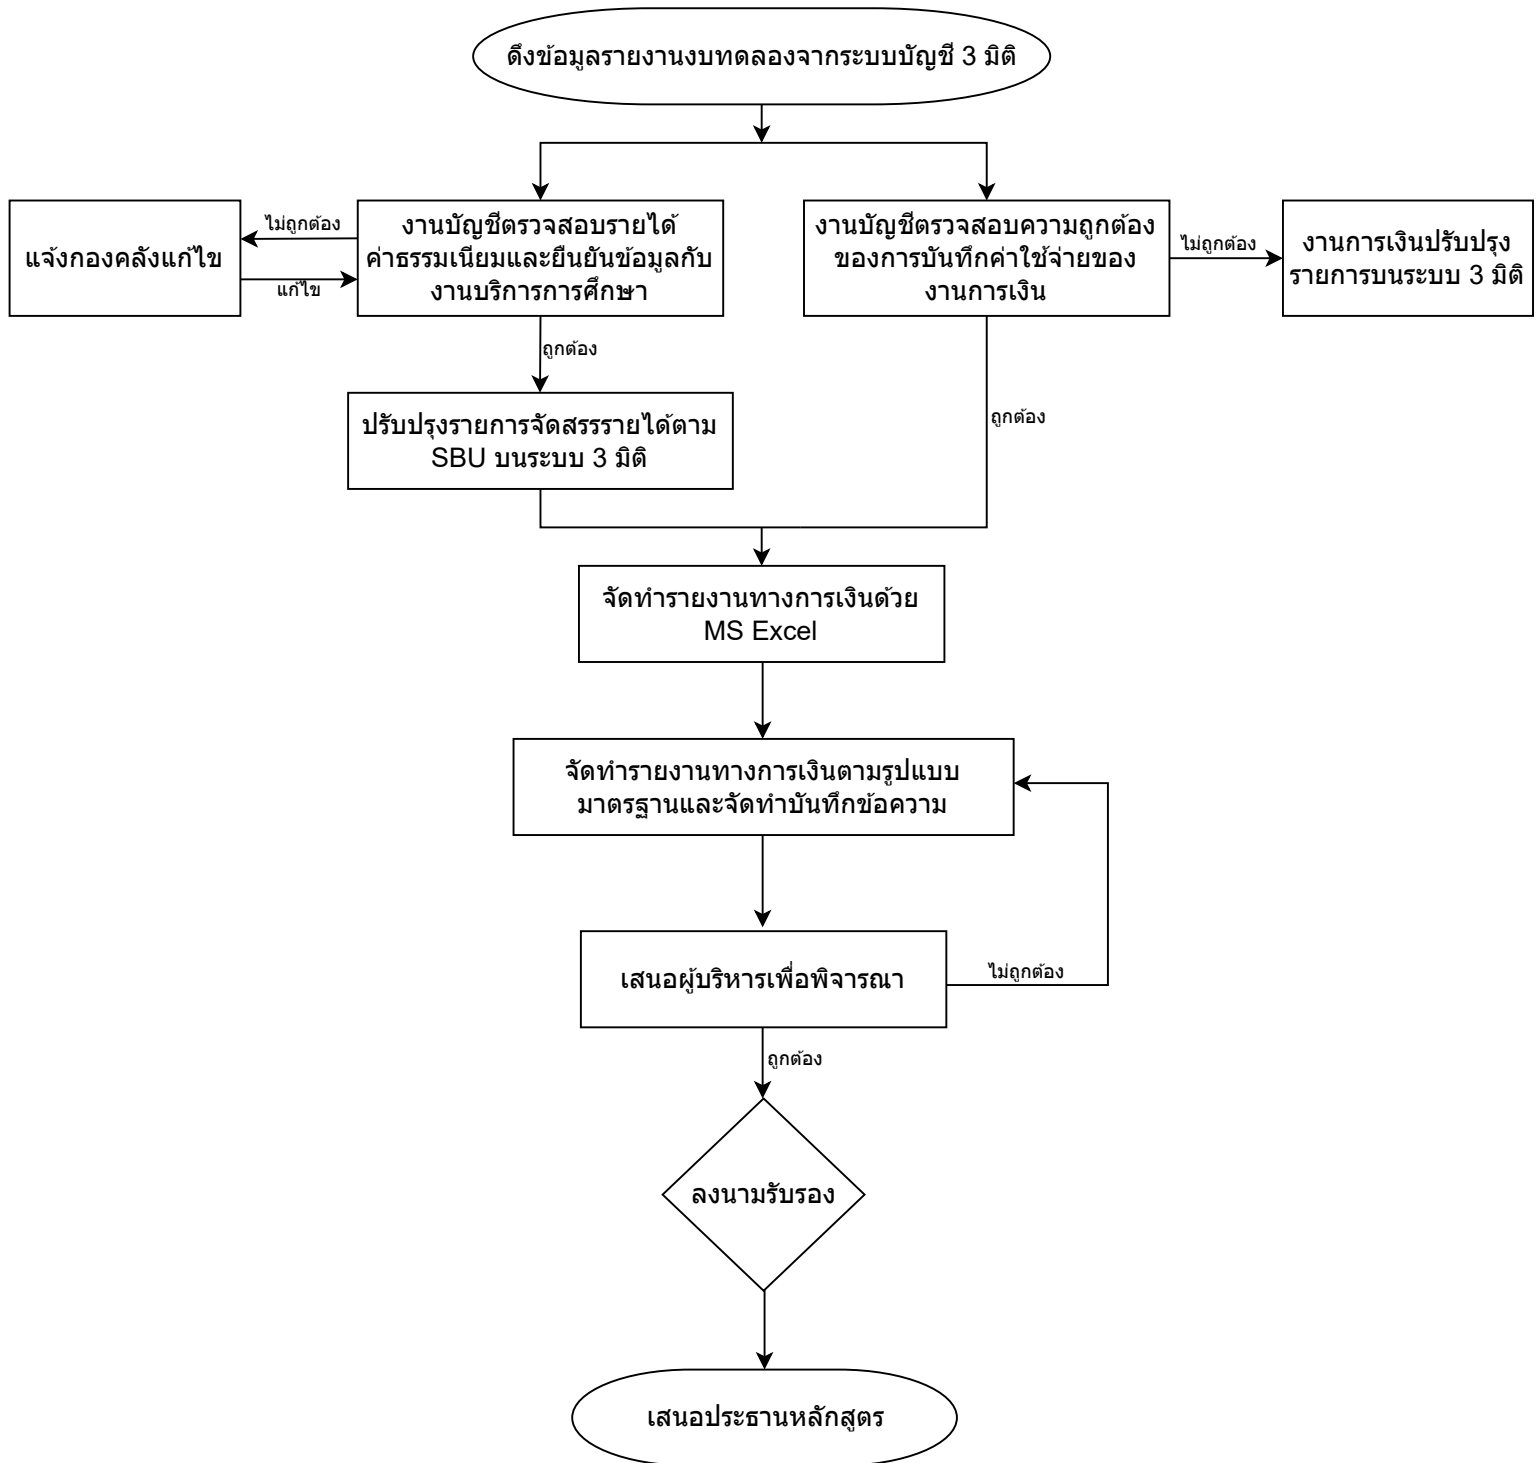 ดึงข้อมูลรายงานงบทดลองจากระบบบัญชี 3 มิติ
แจ้งกองคลังแก้ไข
ไม่ถูกต้อง
แก้ไข
งานบัญชีตรวจสอบรายได้
ค่าธรรมเนียมและยืนยันข้อมูลกับ
งานบริการการศึกษา
งานบัญชีตรวจสอบความถูกต้อง
ของการบันทึกค่าใช้จ่ายของ
งานการเงิน
ไม่ถูกต้อง
งานการเงินปรับปรุง
รายการบนระบบ 3 มิติ
ถูกต้อง
ปรับปรุงรายการจัดสรรรายได้ตาม
SBU บนระบบ 3 มิติ
ถูกต้อง
จัดทำรายงานทางการเงินด้วย
MS Excel
จัดทำรายงานทางการเงินตามรูปแบบ
มาตรฐานและจัดทำบันทึกข้อความ
เสนอผู้บริหารเพื่อพิจารณา
ไม่ถูกต้อง
ถูกต้อง
ลงนามรับรอง
เสนอประธานหลักสูตร